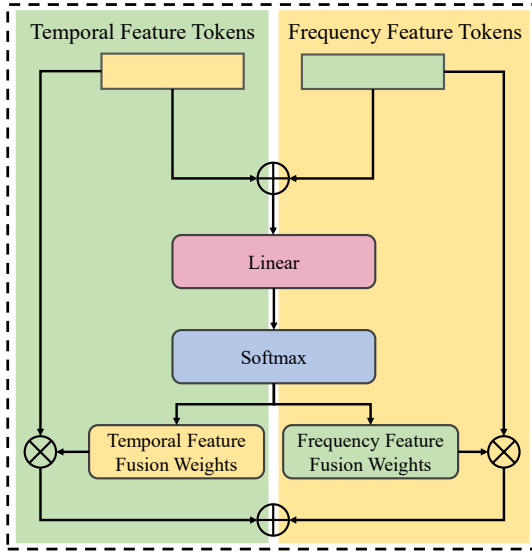 Temporal Feature Tokens
Frequency Feature Tokens
Linear
Softmax
Temporal Feature
Fusion Weights
Frequency Feature
Fusion Weights